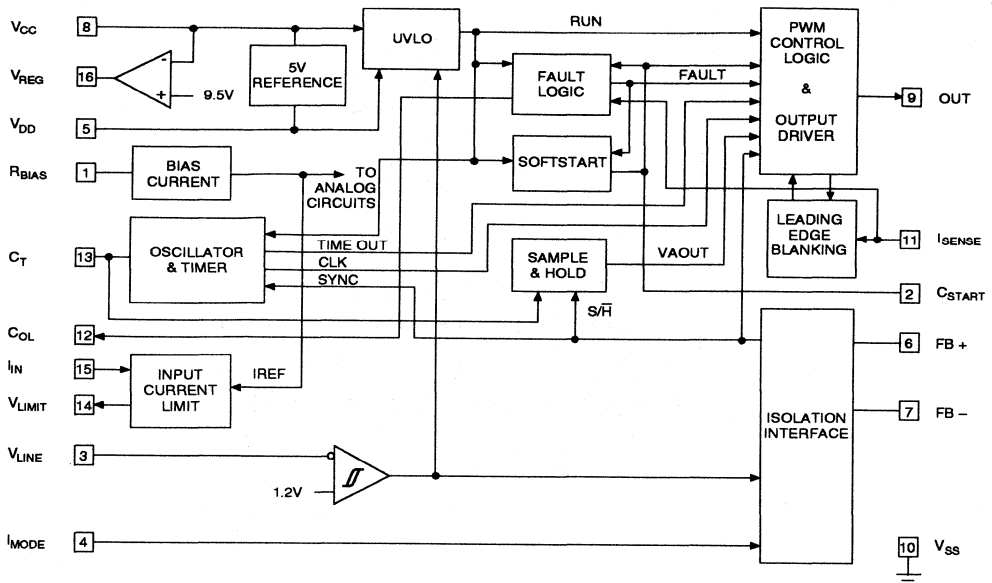 VCC
8
VREG
16
-
+
9.5V
VDD
5
5V
REFERENCE
UVLO
RUN
FAULT
LOGIC
FAULT
SOFTSTART
PWM
CONTROL
LOGIC
&
OUTPUT
DRIVER
9
OUT
RBIAS
1
BIAS
CURRENT
TO
ANALOG
CIRCUITS
LEADING
EDGE
BLANKING
11
ISENSE
CT
13
OSCILLATOR
& TIMER
TIME OUT
CLK
SYNC
SAMPLE
& HOLD
VAOUT
S/H̅
2
CSTART
COL
12
6
FB +
IIN
15
VLIMIT
14
INPUT
CURRENT
LIMIT
IREF
7
FB –
ISOLATION
INTERFACE
VLINE
3
1.2V
IMODE
4
10
VSS